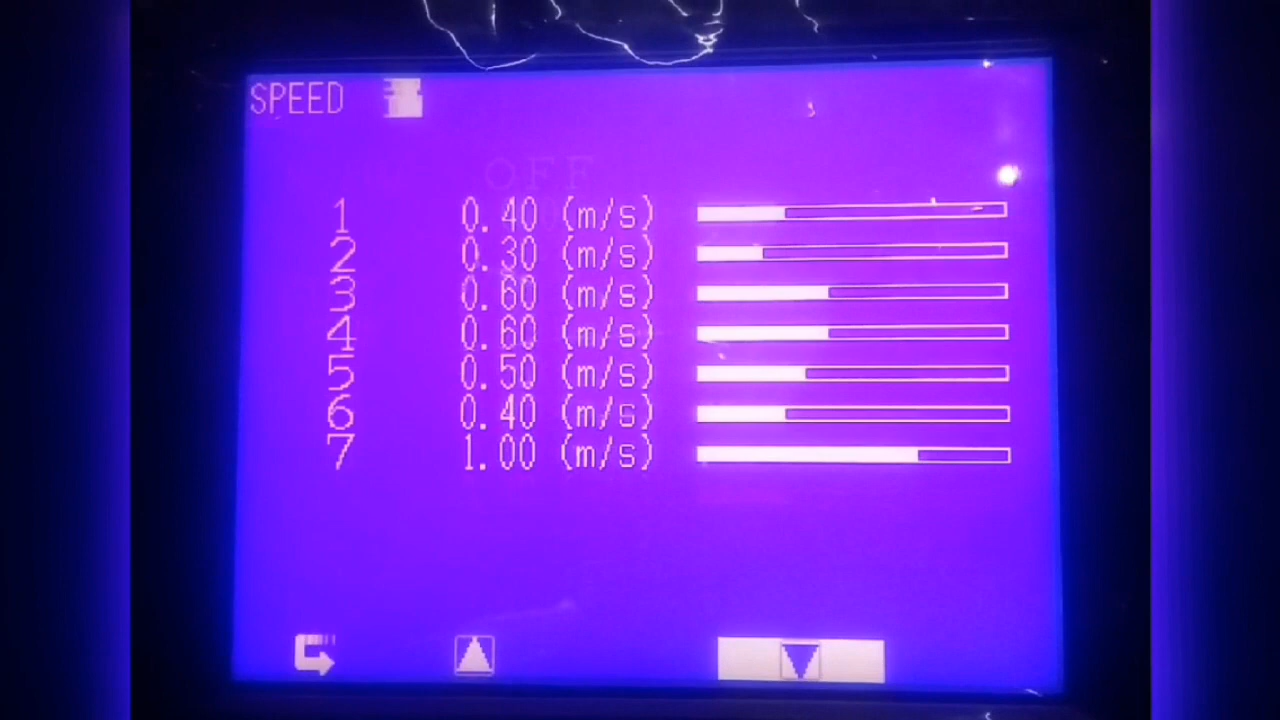 SPEED
OFF
1 0.40 (m/s)
2 0.30 (m/s)
3 0.60 (m/s)
4 0.60 (m/s)
5 0.50 (m/s)
6 0.40 (m/s)
7 1.00 (m/s)